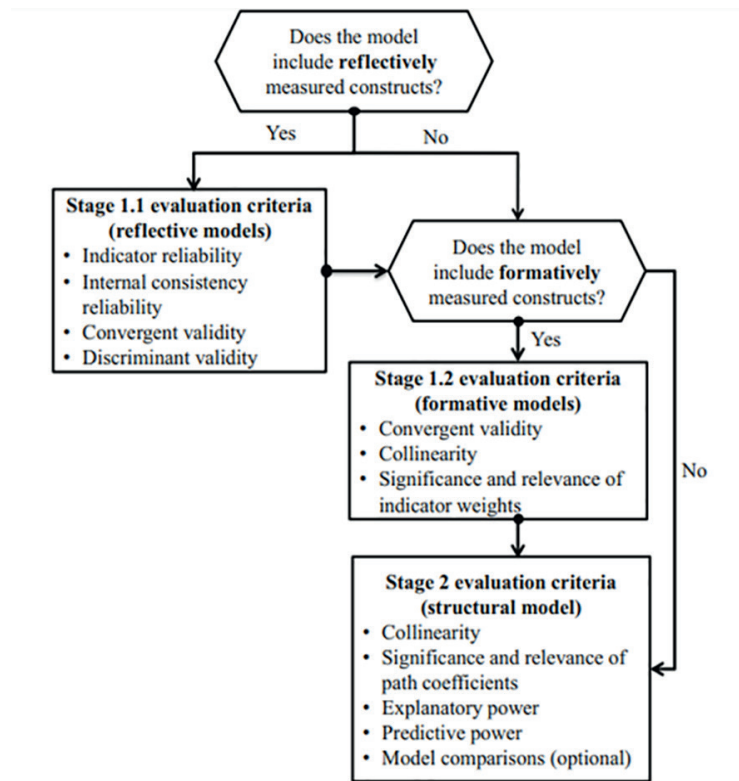 Does the model
include reflectively
measured constructs?
Yes
No
Stage 1.1 evaluation criteria
(reflective models)
• Indicator reliability
• Internal consistency
reliability
• Convergent validity
• Discriminant validity
Does the model
include formatively
measured constructs?
Yes
No
Stage 1.2 evaluation criteria
(formative models)
• Convergent validity
• Collinearity
• Significance and relevance of
indicator weights
Stage 2 evaluation criteria
(structural model)
• Collinearity
• Significance and relevance of
path coefficients
• Explanatory power
• Predictive power
• Model comparisons (optional)